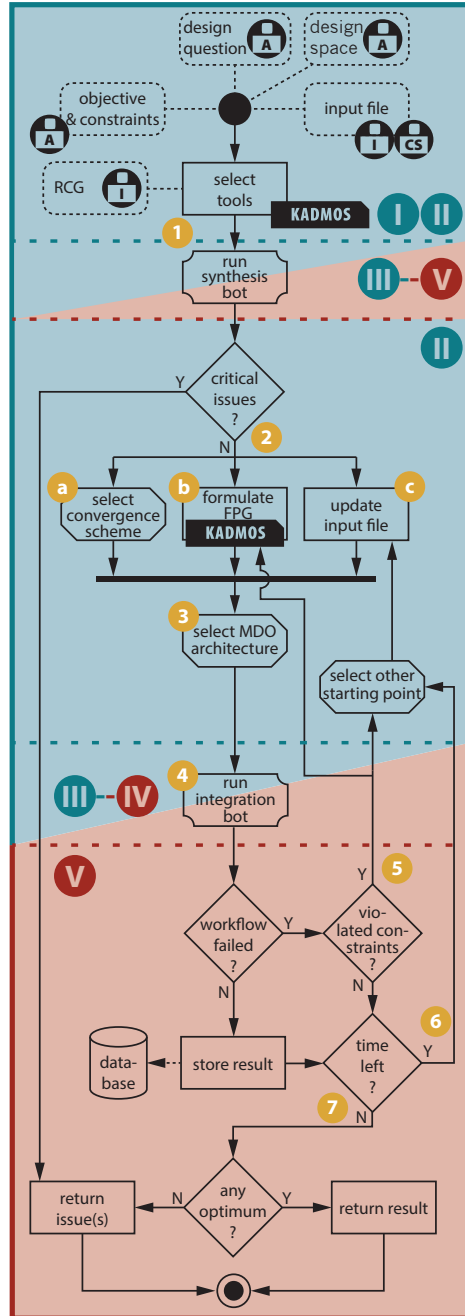 design
question
A
design
space
A
objective
& constraints
A
input file
I
CS
RCG
I
select
tools
KADMOS
I
II
1
run
synthesis
bot
III
V
II
critical
issues
?
Y
N
2
a
select
convergence
scheme
b
formulate
FPG
KADMOS
c
update
input file
3
select MDO
architecture
select other
starting point
4
run
integration
bot
III
IV
V
5
Y
workflow
failed
?
Y
N
vio-
lated con-
straints
?
N
6
data-
base
store result
time
left
?
Y
7
N
return
issue(s)
N
any
optimum
?
Y
return result